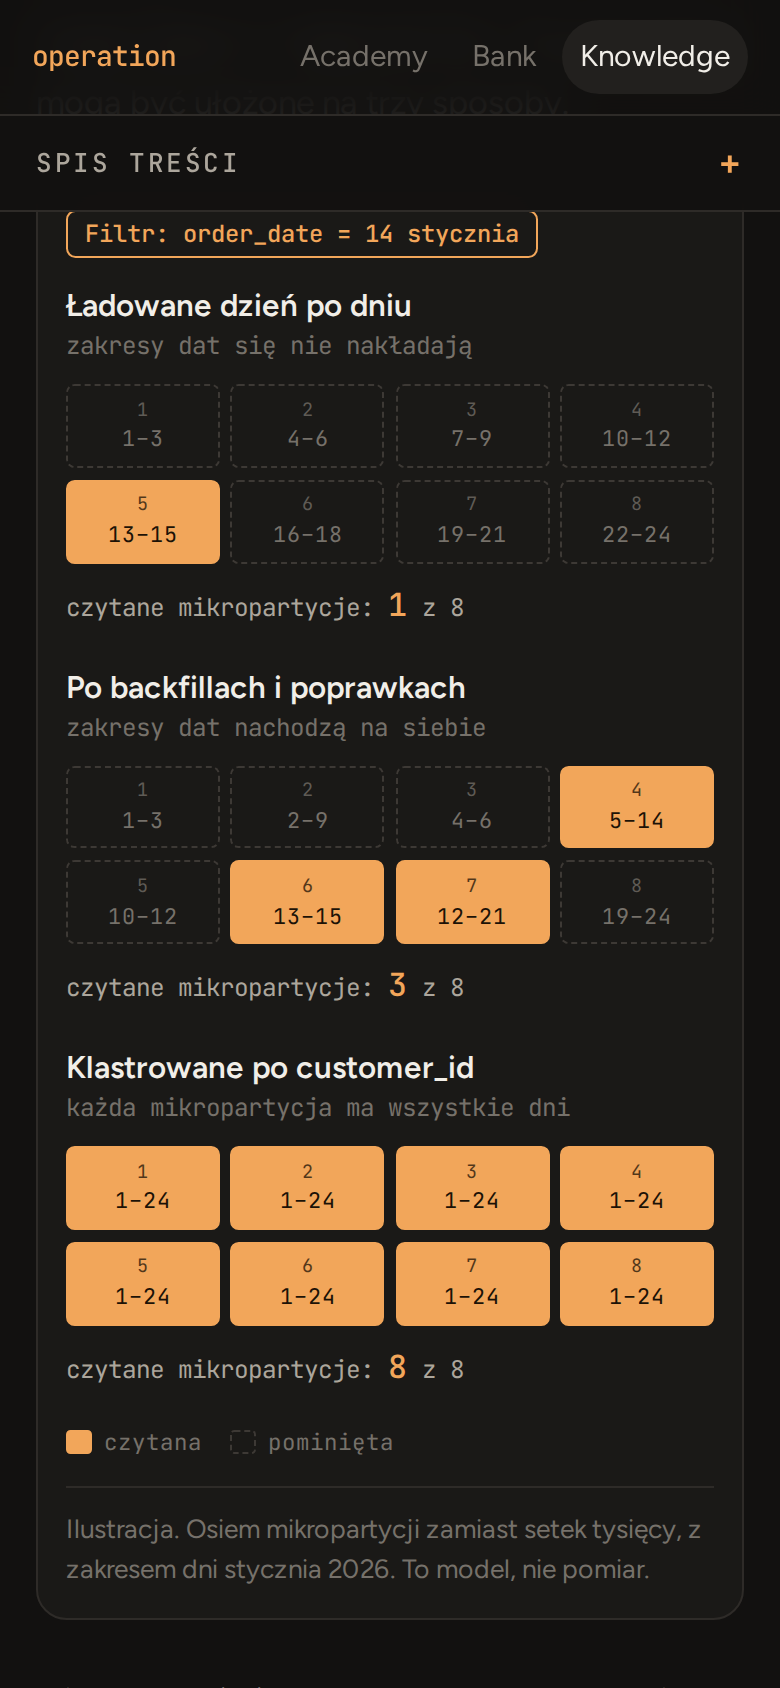 operation Academy Bank Knowledge
mogą być ułożone na trzy sposoby.
SPIS TREŚCI +
Filtr: order_date = 14 stycznia
Ładowane dzień po dniu
zakresy dat się nie nakładają
1 2 3 4
1–3 4–6 7–9 10–12
5 6 7 8
13–15 16–18 19–21 22–24
czytane mikropartycje: 1 z 8
Po backfillach i poprawkach
zakresy dat nachodzą na siebie
1 2 3 4
1–3 2–9 4–6 5–14
5 6 7 8
10–12 13–15 12–21 19–24
czytane mikropartycje: 3 z 8
Klastrowane po customer_id
każda mikropartycja ma wszystkie dni
1 2 3 4
1–24 1–24 1–24 1–24
5 6 7 8
1–24 1–24 1–24 1–24
czytane mikropartycje: 8 z 8
czytana pominięta
Ilustracja. Osiem mikropartycji zamiast setek tysięcy, z
zakresem dni stycznia 2026. To model, nie pomiar.